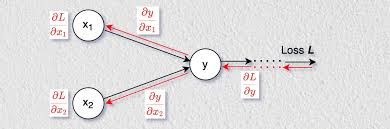 ∂L/∂x₁
x₁
∂y/∂x₁
y
Loss L
∂L/∂y
∂L/∂x₂
x₂
∂y/∂x₂